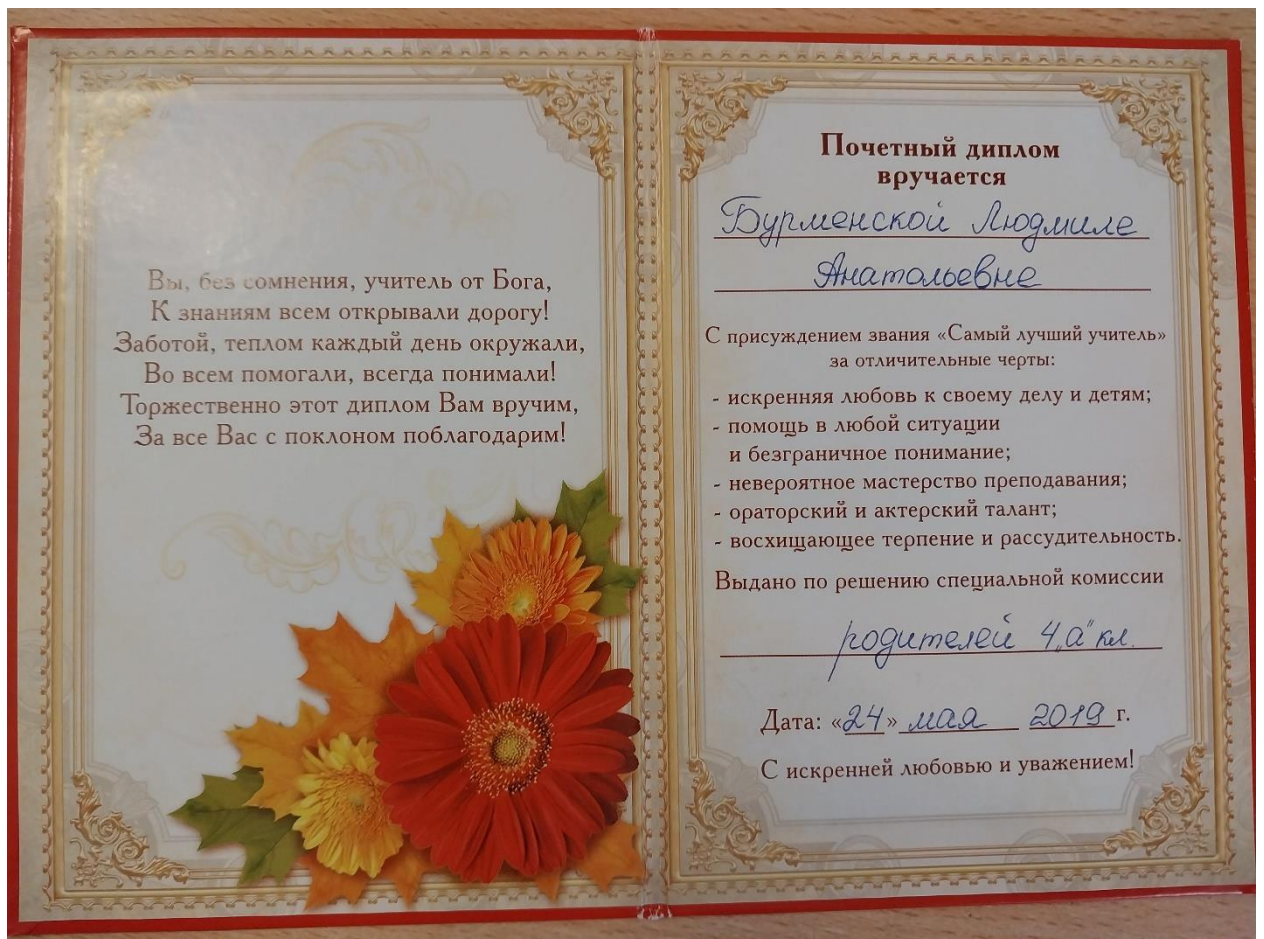 Вы, без сомнения, учитель от Бога,
К знаниям всем открывали дорогу!
Заботой, теплом каждый день окружали,
Во всем помогали, всегда понимали!
Торжественно этот диплом Вам вручим,
За все Вас с поклоном поблагодарим!
Почетный диплом
вручается
Бурменской Людмиле
Анатольевне
С присуждением звания «Самый лучший учитель»
за отличительные черты:
- искренняя любовь к своему делу и детям;
- помощь в любой ситуации
и безграничное понимание;
- невероятное мастерство преподавания;
- ораторский и актерский талант;
- восхищающее терпение и рассудительность.
Выдано по решению специальной комиссии
родителей 4 „а" кл.
Дата: «24» мая 2019 г.
С искренней любовью и уважением!